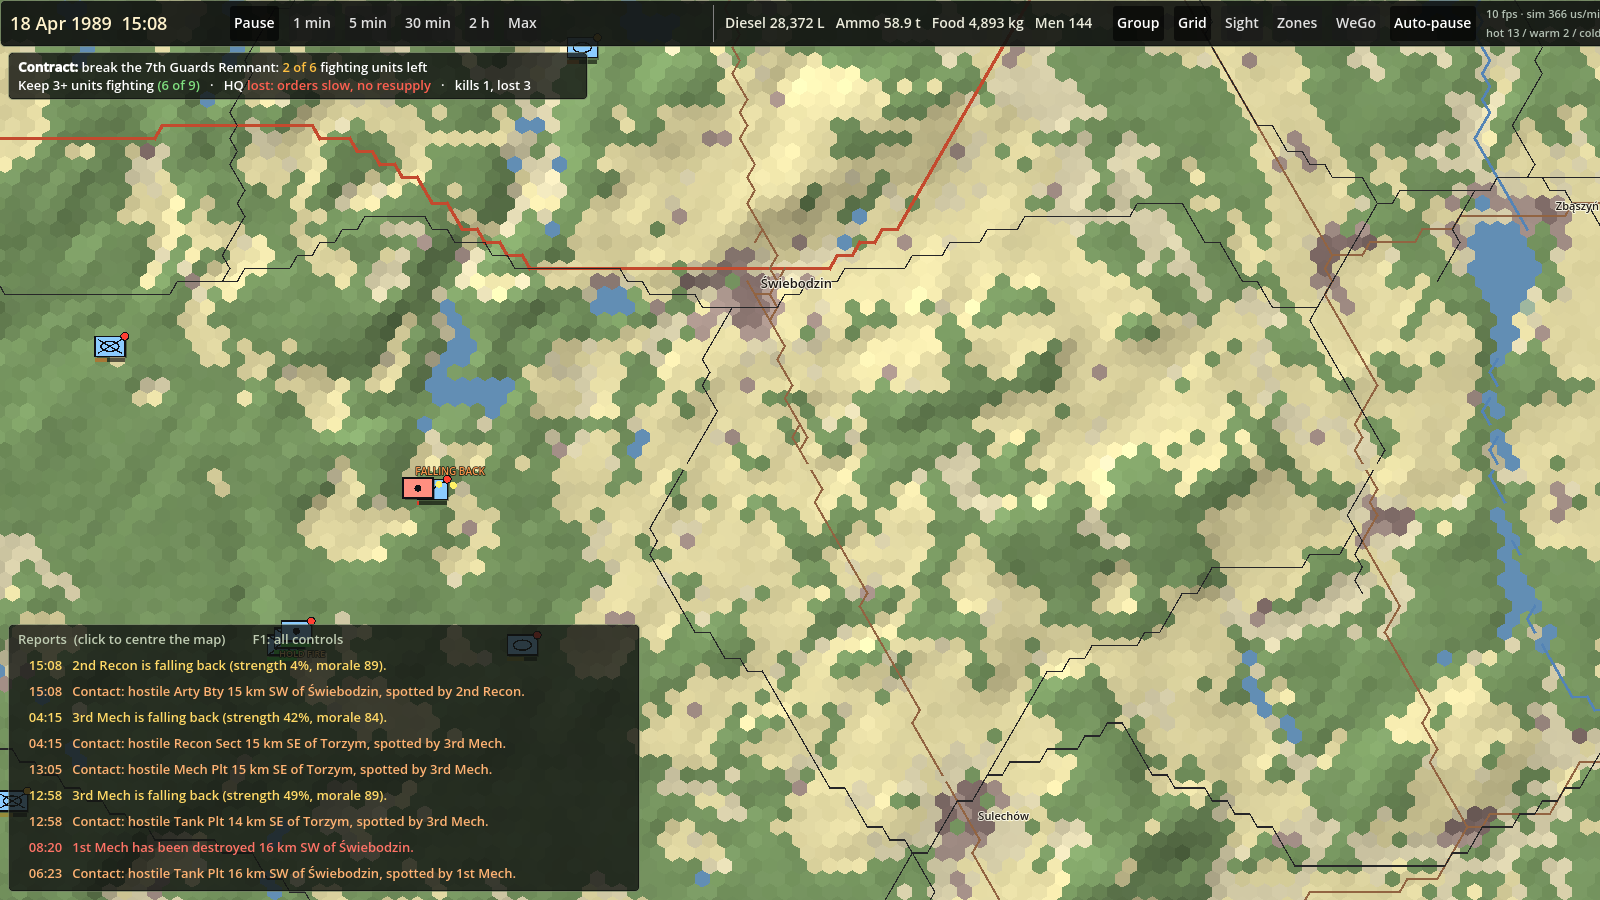 18 Apr 1989 15:08 Pause 1 min 5 min 30 min 2 h Max Diesel 28,372 L Ammo 58.9 t Food 4,893 kg Men 144 Group Grid Sight Zones WeGo Auto-pause
10 fps · sim 366 us/mi
hot 13 / warm 2 / cold
Contract: break the 7th Guards Remnant: 2 of 6 fighting units left
Keep 3+ units fighting (6 of 9) · HQ lost: orders slow, no resupply · kills 1, lost 3
Zbąszyń
Świebodzin
FALLING BACK
Reports (click to centre the map) F1: all controls
15:08 2nd Recon is falling back (strength 4%, morale 89).
15:08 Contact: hostile Arty Bty 15 km SW of Świebodzin, spotted by 2nd Recon.
04:15 3rd Mech is falling back (strength 42%, morale 84).
04:15 Contact: hostile Recon Sect 15 km SE of Torzym, spotted by 3rd Mech.
13:05 Contact: hostile Mech Plt 15 km SE of Torzym, spotted by 3rd Mech.
12:58 3rd Mech is falling back (strength 49%, morale 89).
12:58 Contact: hostile Tank Plt 14 km SE of Torzym, spotted by 3rd Mech.
08:20 1st Mech has been destroyed 16 km SW of Świebodzin.
06:23 Contact: hostile Tank Plt 16 km SW of Świebodzin, spotted by 1st Mech.
Sulechów